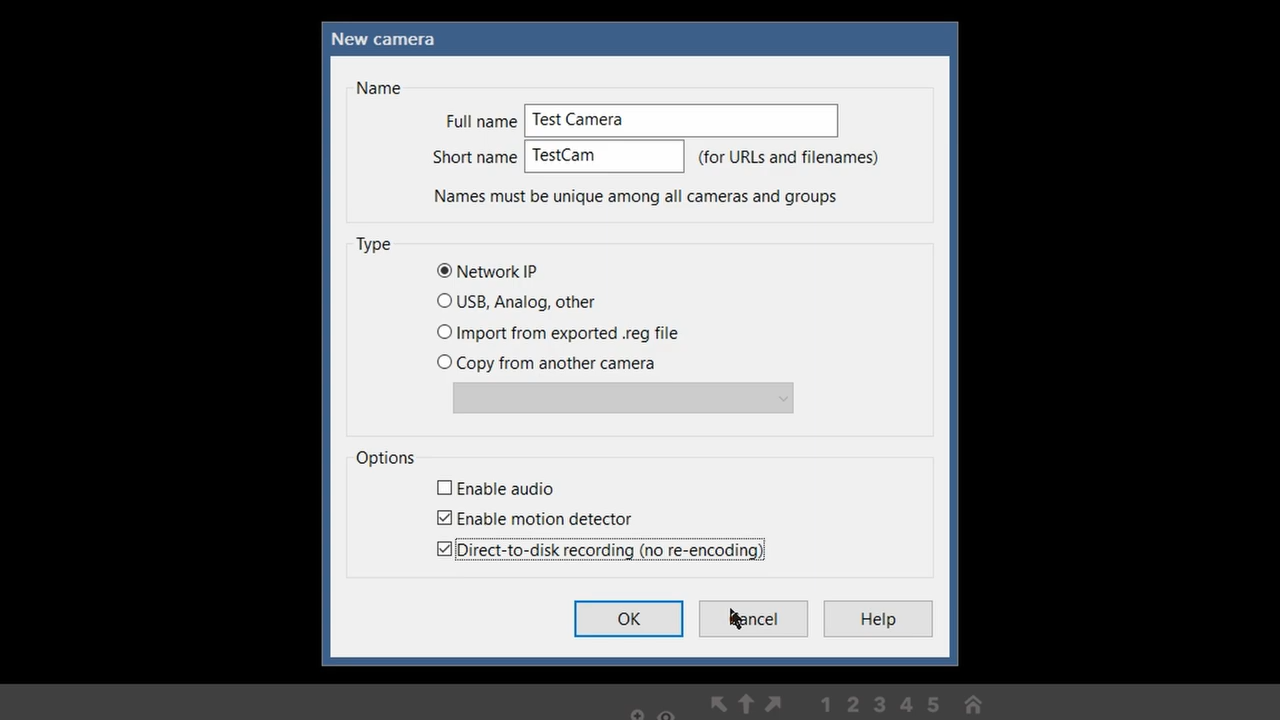 New camera
Name
Full name Test Camera
Short name TestCam (for URLs and filenames)
Names must be unique among all cameras and groups
Type
Network IP
USB, Analog, other
Import from exported .reg file
Copy from another camera
Options
Enable audio
Enable motion detector
Direct-to-disk recording (no re-encoding)
OK Cancel Help
1 2 3 4 5